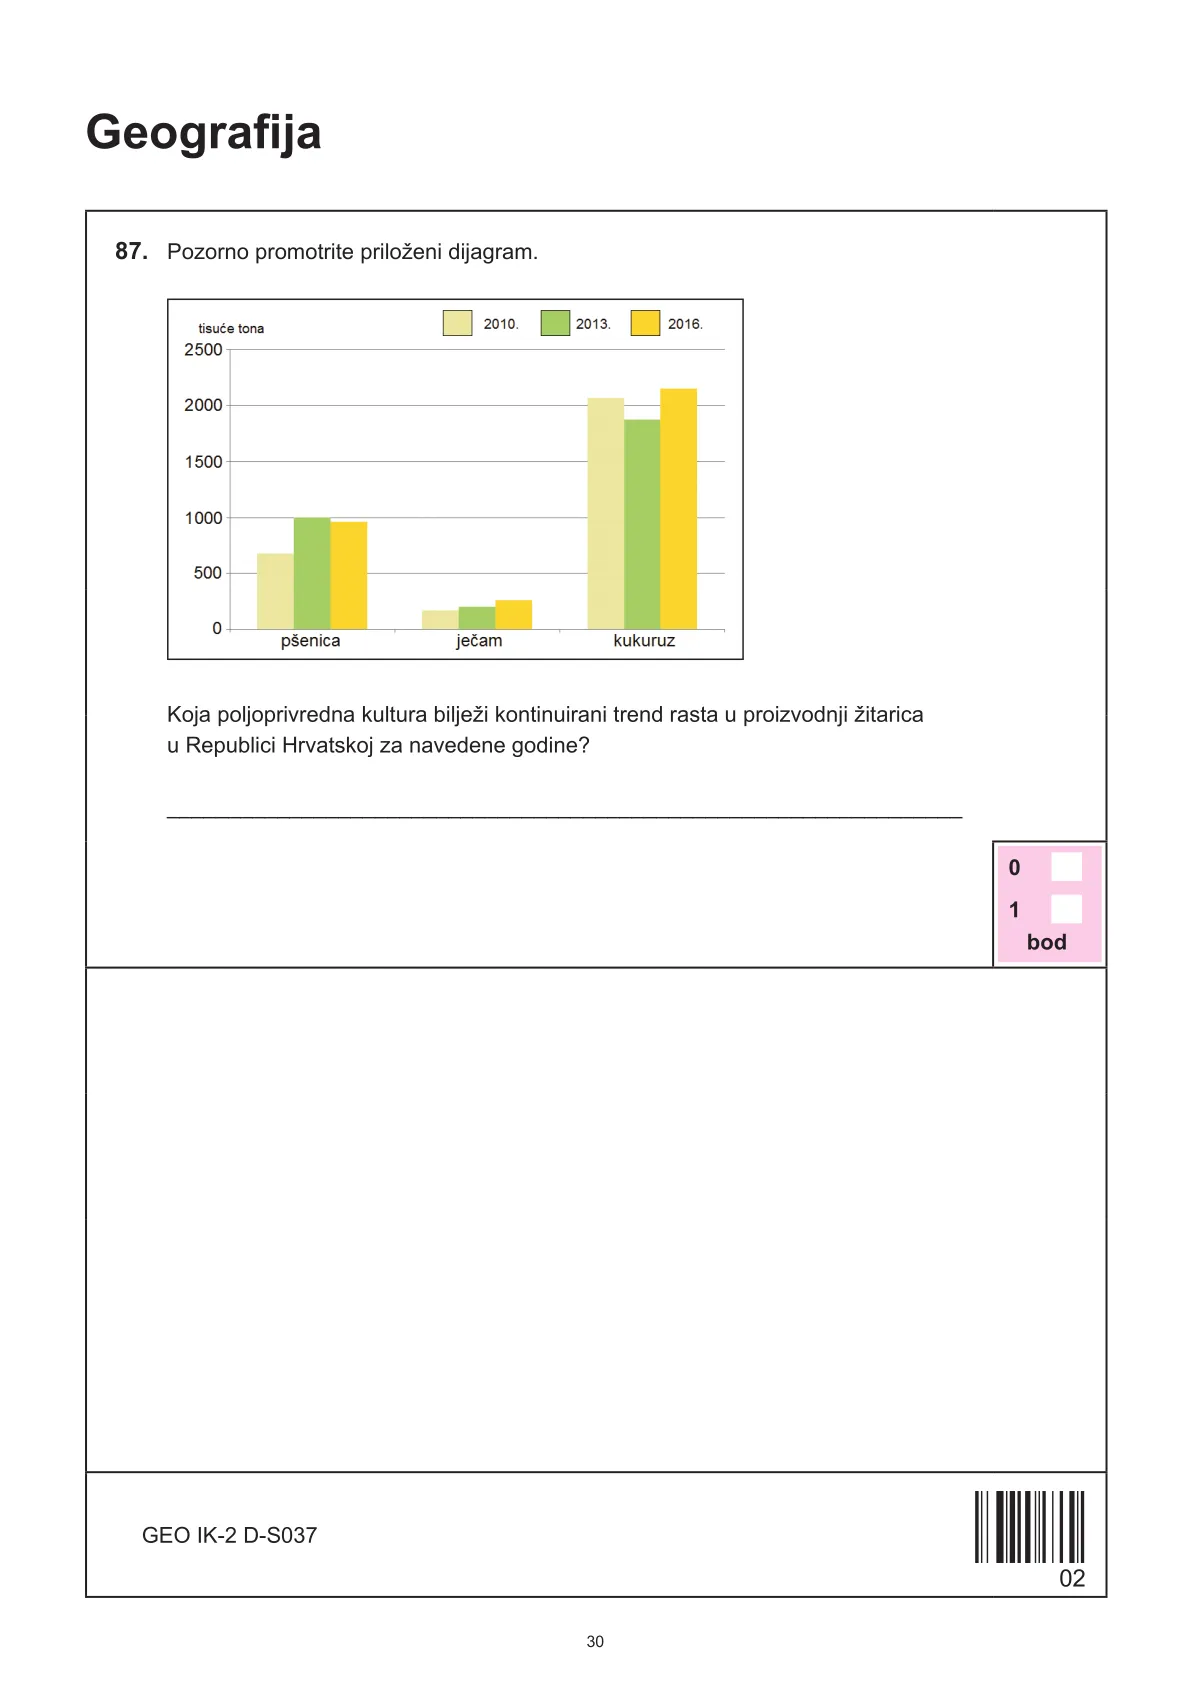 Geografija
87. Pozorno promotrite priloženi dijagram.
tisuće tona
2010. 2013. 2016.
2500
2000
1500
1000
500
0
pšenica ječam kukuruz
Koja poljoprivredna kultura bilježi kontinuirani trend rasta u proizvodnji žitarica
u Republici Hrvatskoj za navedene godine?
0
1
bod
GEO IK-2 D-S037
02
30